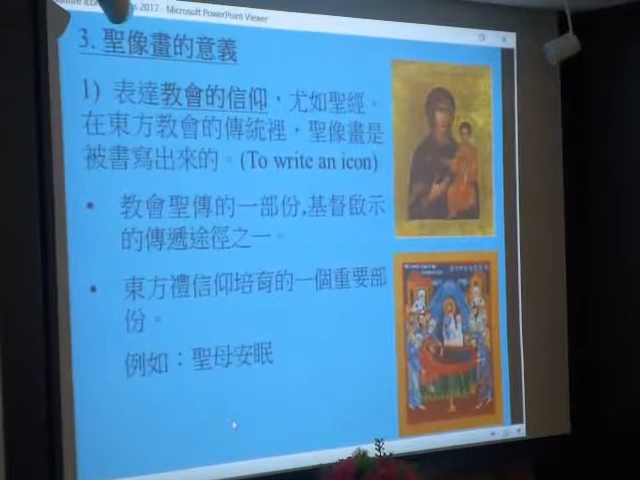 2017 - Microsoft PowerPoint Viewer
3. 聖像畫的意義
1) 表達教會的信仰，尤如聖經。
在東方教會的傳統裡，聖像畫是
被書寫出來的。(To write an icon)
• 教會聖傳的一部份,基督啟示
的傳遞途徑之一。
• 東方禮信仰培育的一個重要部
份。
例如：聖母安眠